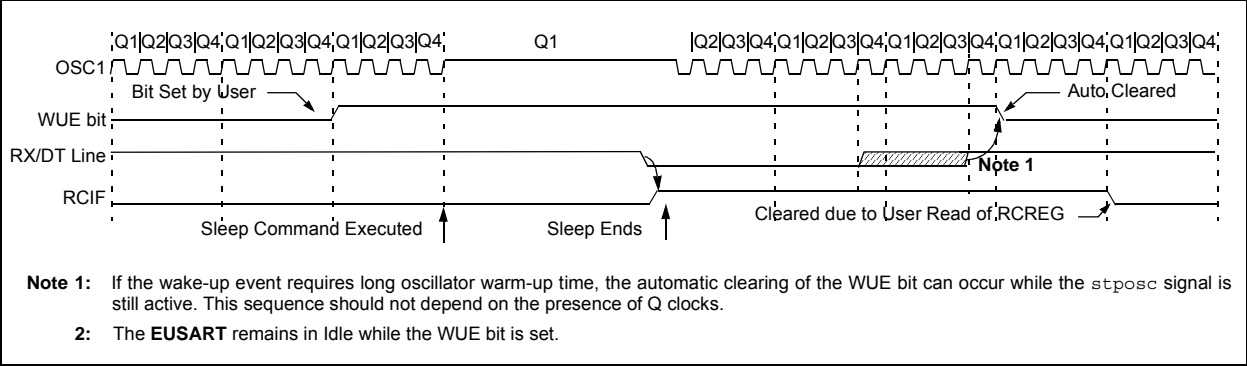 Q1 Q2 Q3 Q4 Q1 Q2 Q3 Q4 Q1 Q2 Q3 Q4 Q1 Q2 Q3 Q4 Q1 Q2 Q3 Q4 Q1 Q2 Q3 Q4 Q1 Q2 Q3 Q4 Q1 Q2 Q3 Q4
OSC1
Bit Set by User
Auto Cleared
WUE bit
RX/DT Line
Note 1
RCIF
Cleared due to User Read of RCREG
Sleep Command Executed
Sleep Ends
Note 1: If the wake-up event requires long oscillator warm-up time, the automatic clearing of the WUE bit can occur while the stposc signal is
still active. This sequence should not depend on the presence of Q clocks.
2: The EUSART remains in Idle while the WUE bit is set.